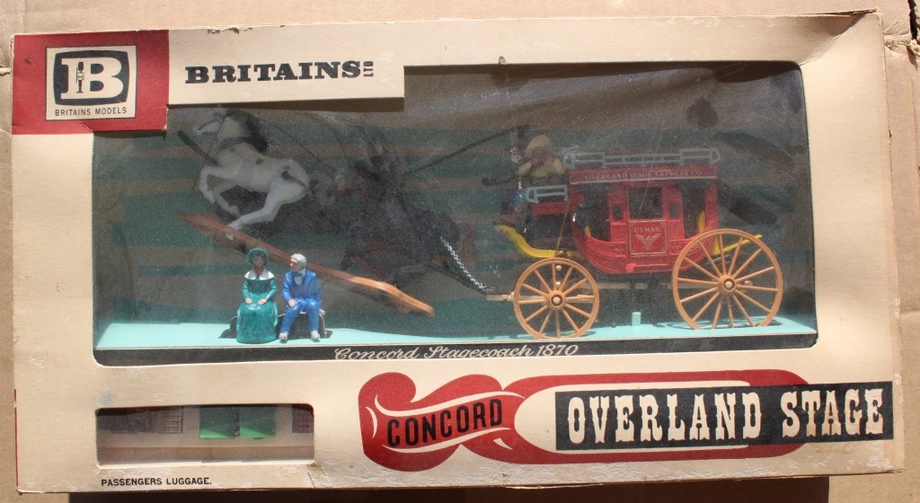 B
BRITAINS MODELS
BRITAINS LTD
OVERLAND STAGE EXPRESS CO
U.S MAIL
Concord Stagecoach 1870
CONCORD OVERLAND STAGE
PASSENGERS LUGGAGE.